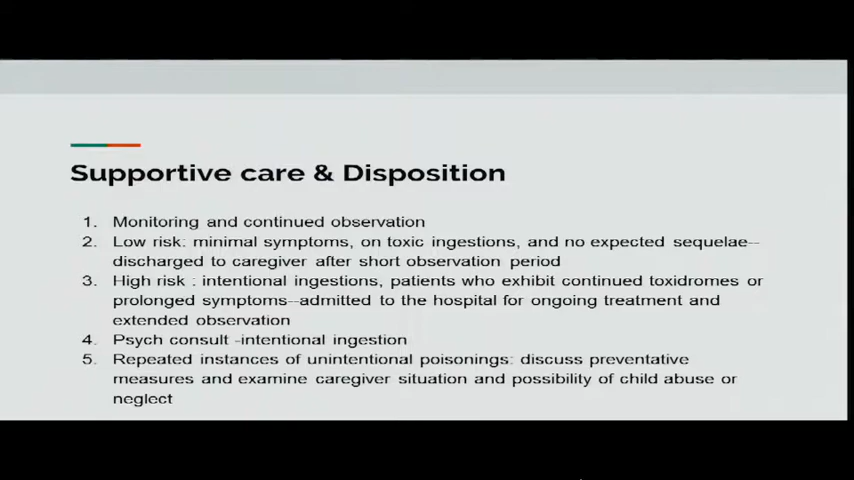 Supportive care & Disposition
1. Monitoring and continued observation
2. Low risk: minimal symptoms, on toxic ingestions, and no expected sequelae--
discharged to caregiver after short observation period
3. High risk : intentional ingestions, patients who exhibit continued toxidromes or
prolonged symptoms--admitted to the hospital for ongoing treatment and
extended observation
4. Psych consult -intentional ingestion
5. Repeated instances of unintentional poisonings: discuss preventative
measures and examine caregiver situation and possibility of child abuse or
neglect